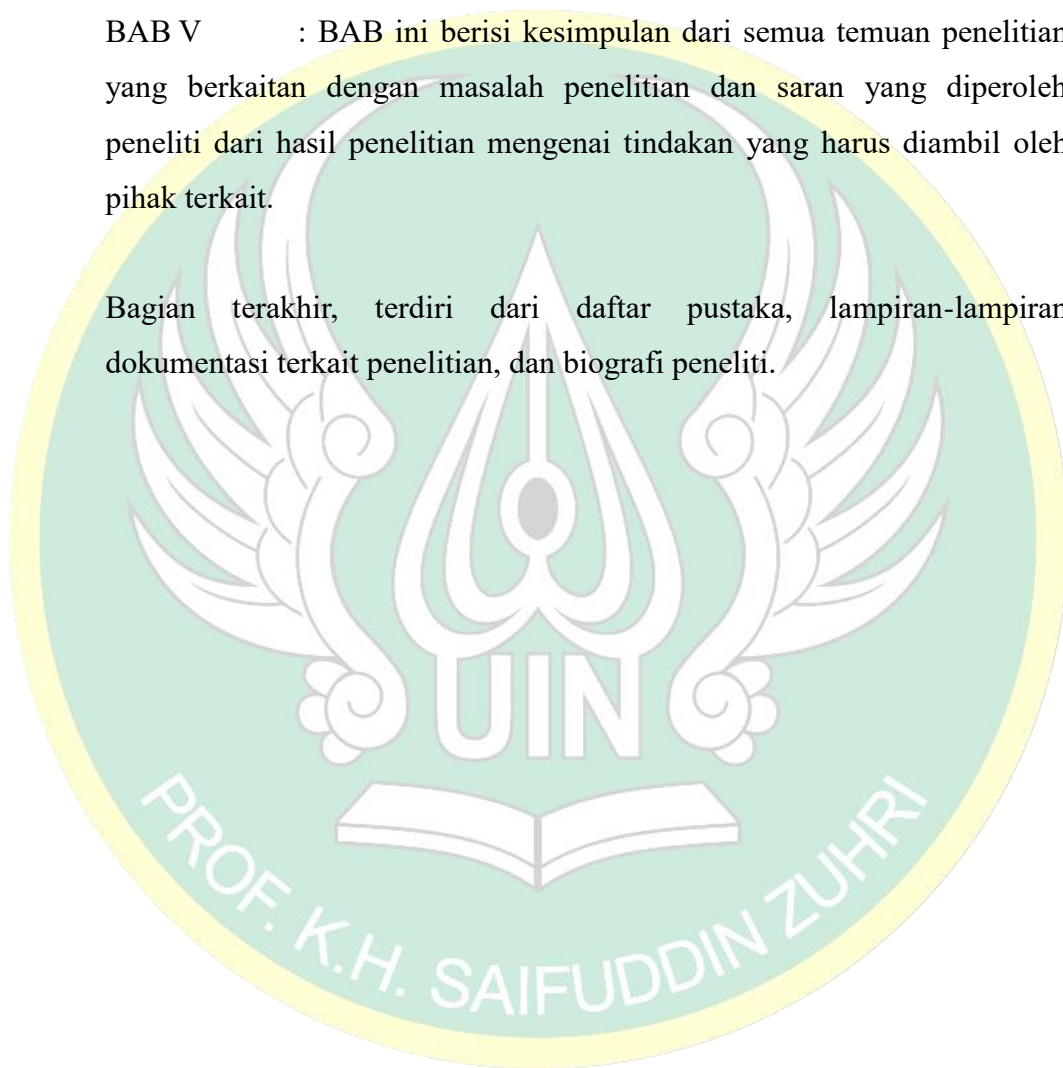 BAB V : BAB ini berisi kesimpulan dari semua temuan penelitian
yang berkaitan dengan masalah penelitian dan saran yang diperoleh
peneliti dari hasil penelitian mengenai tindakan yang harus diambil oleh
pihak terkait.
Bagian terakhir, terdiri dari daftar pustaka, lampiran-lampiran
dokumentasi terkait penelitian, dan biografi peneliti.
UIN
PROF. K.H. SAIFUDDIN ZUHRI